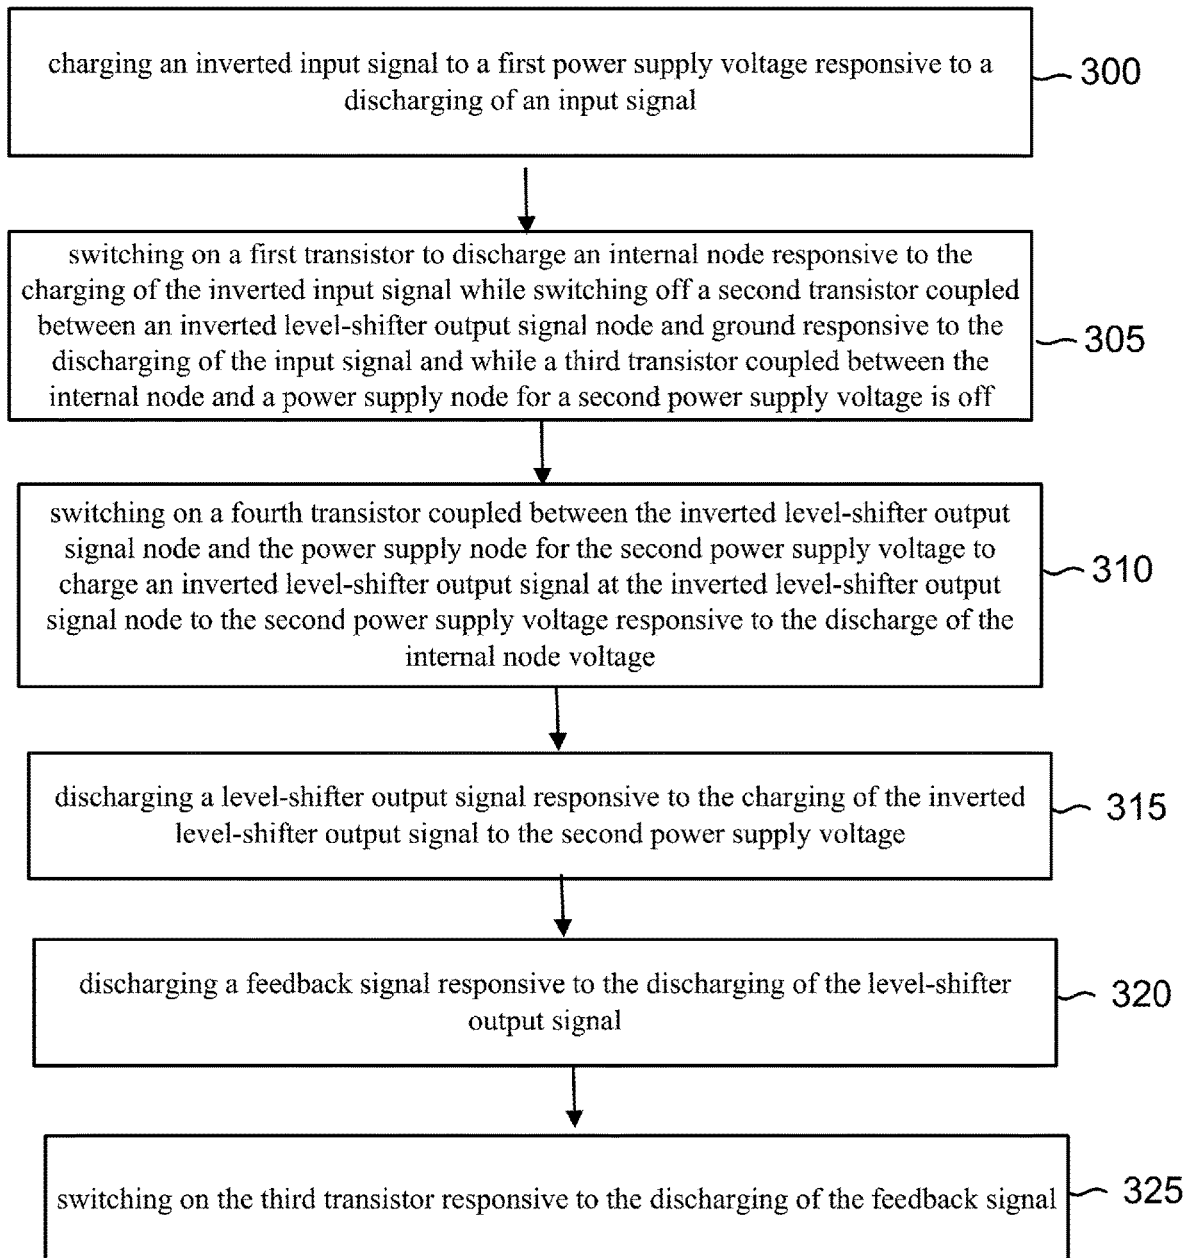 charging an inverted input signal to a first power supply voltage responsive to a
discharging of an input signal
300
switching on a first transistor to discharge an internal node responsive to the
charging of the inverted input signal while switching off a second transistor coupled
between an inverted level-shifter output signal node and ground responsive to the
discharging of the input signal and while a third transistor coupled between the
internal node and a power supply node for a second power supply voltage is off
305
switching on a fourth transistor coupled between the inverted level-shifter output
signal node and the power supply node for the second power supply voltage to
charge an inverted level-shifter output signal at the inverted level-shifter output
signal node to the second power supply voltage responsive to the discharge of the
internal node voltage
310
discharging a level-shifter output signal responsive to the charging of the inverted
level-shifter output signal to the second power supply voltage
315
discharging a feedback signal responsive to the discharging of the level-shifter
output signal
320
switching on the third transistor responsive to the discharging of the feedback signal
325